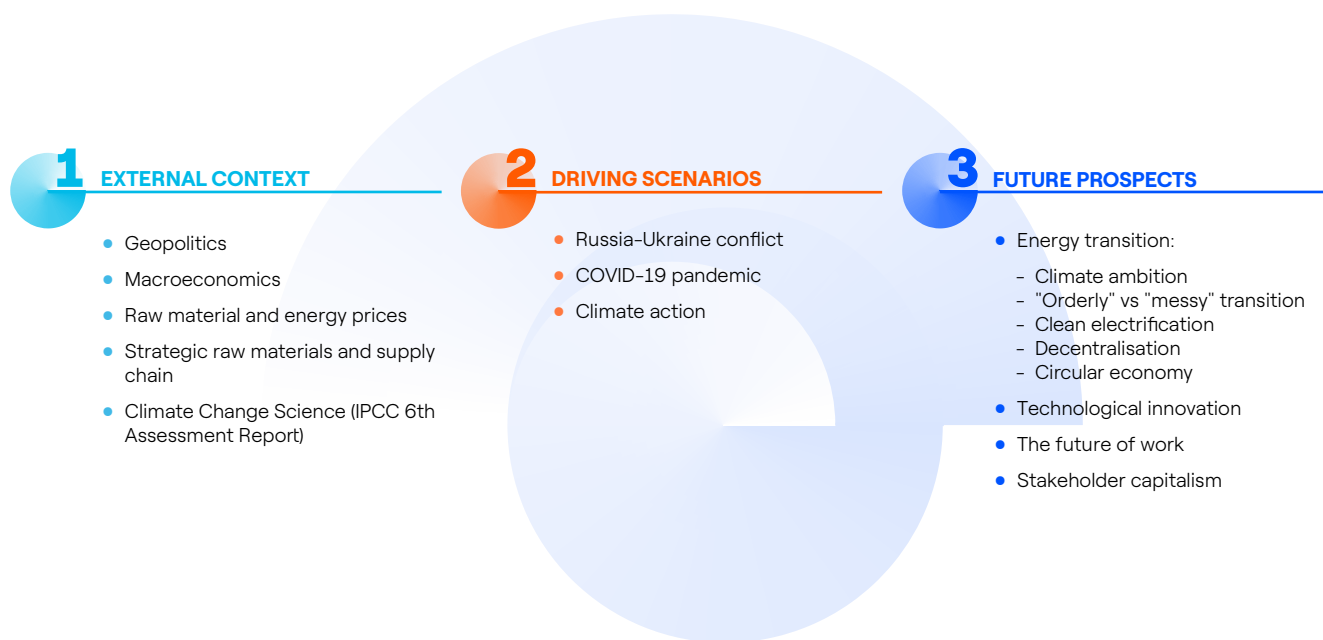 1 EXTERNAL CONTEXT
• Geopolitics
• Macroeconomics
• Raw material and energy prices
• Strategic raw materials and supply
chain
• Climate Change Science (IPCC 6th
Assessment Report)
2 DRIVING SCENARIOS
• Russia-Ukraine conflict
• COVID-19 pandemic
• Climate action
3 FUTURE PROSPECTS
• Energy transition:
- Climate ambition
- "Orderly" vs "messy" transition
- Clean electrification
- Decentralisation
- Circular economy
• Technological innovation
• The future of work
• Stakeholder capitalism